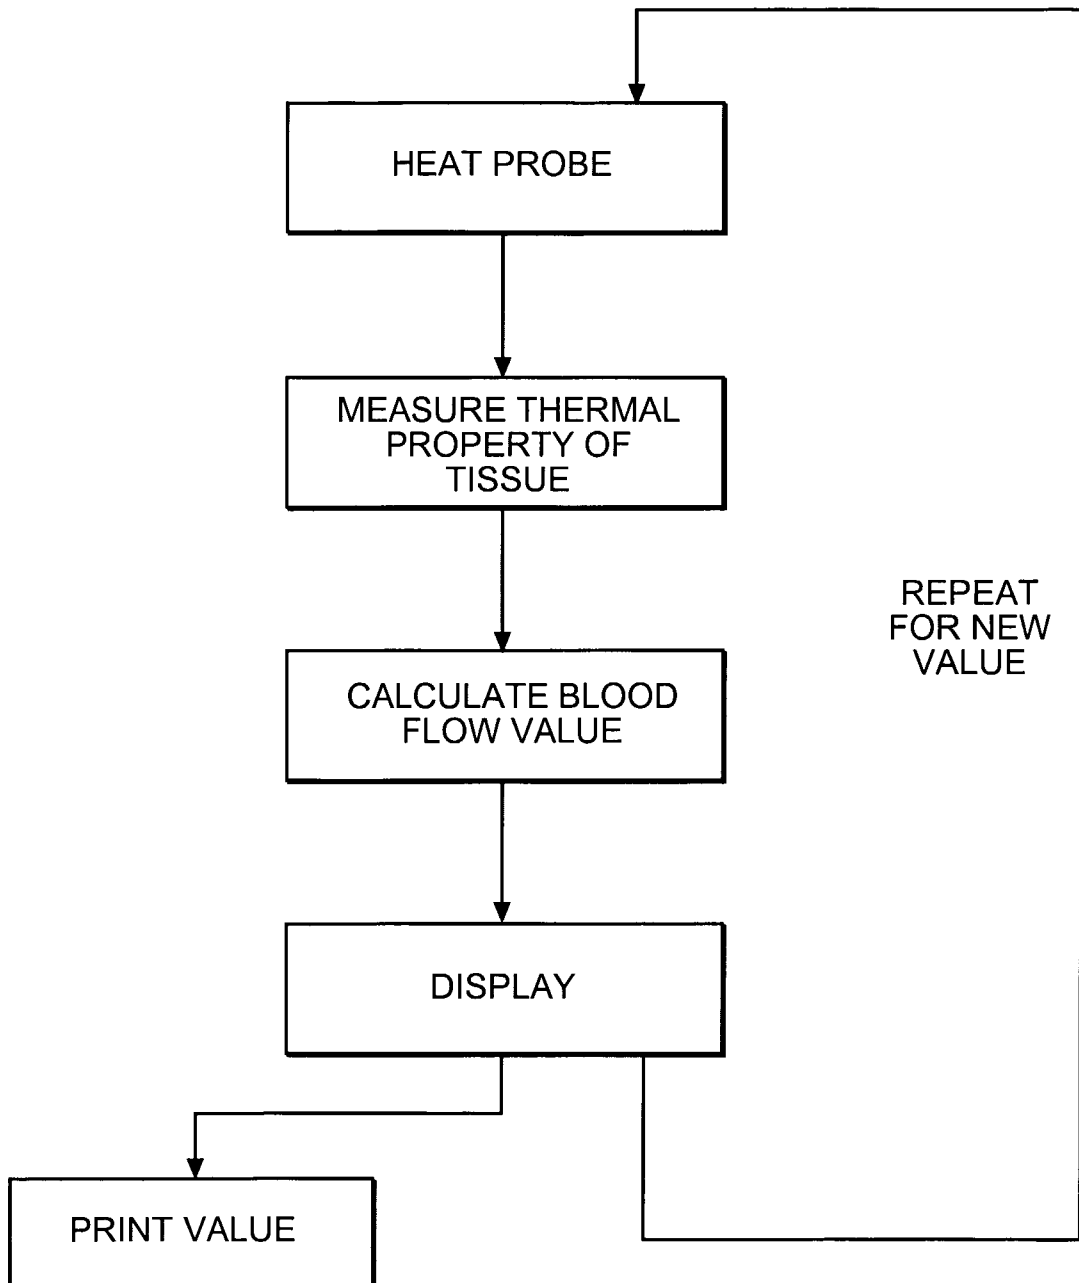 HEAT PROBE
MEASURE THERMAL
PROPERTY OF
TISSUE
REPEAT
FOR NEW
VALUE
CALCULATE BLOOD
FLOW VALUE
DISPLAY
PRINT VALUE